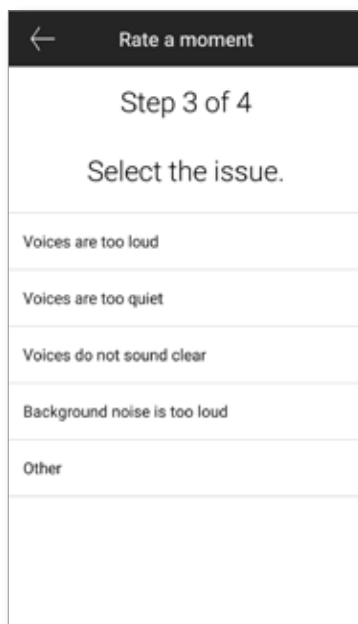 Rate a moment
Step 3 of 4
Select the issue.
Voices are too loud
Voices are too quiet
Voices do not sound clear
Background noise is too loud
Other